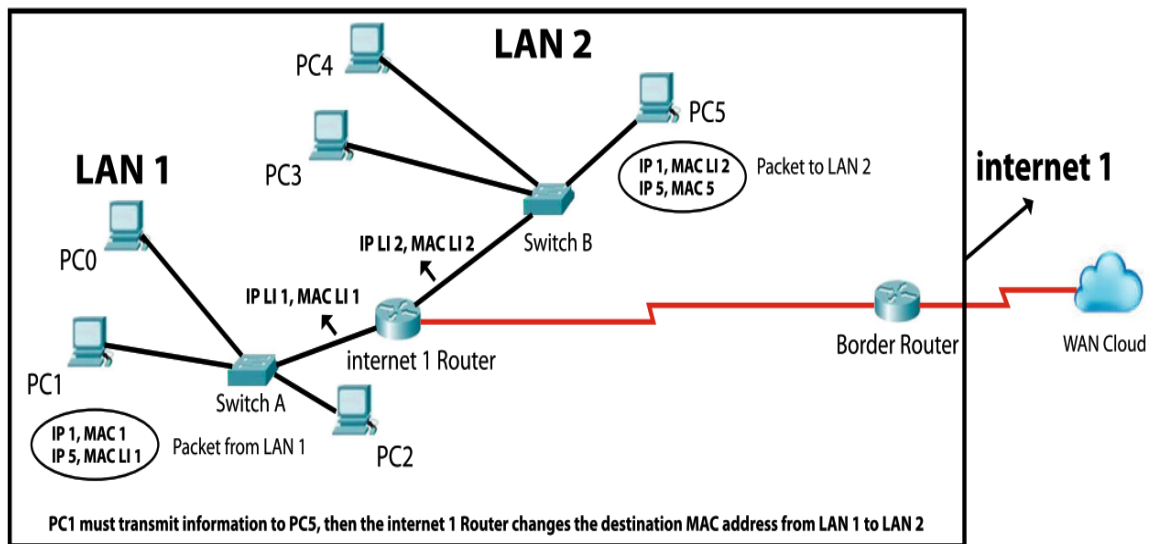 LAN 2
PC4
PC5
PC3
IP 1, MAC LI 2
IP 5, MAC 5
Packet to LAN 2
internet 1
LAN 1
Switch B
IP LI 2, MAC LI 2
PC0
IP LI 1, MAC LI 1
internet 1 Router
Border Router
WAN Cloud
PC1
Switch A
IP 1, MAC 1
IP 5, MAC LI 1
Packet from LAN 1
PC2
PC1 must transmit information to PC5, then the internet 1 Router changes the destination MAC address from LAN 1 to LAN 2